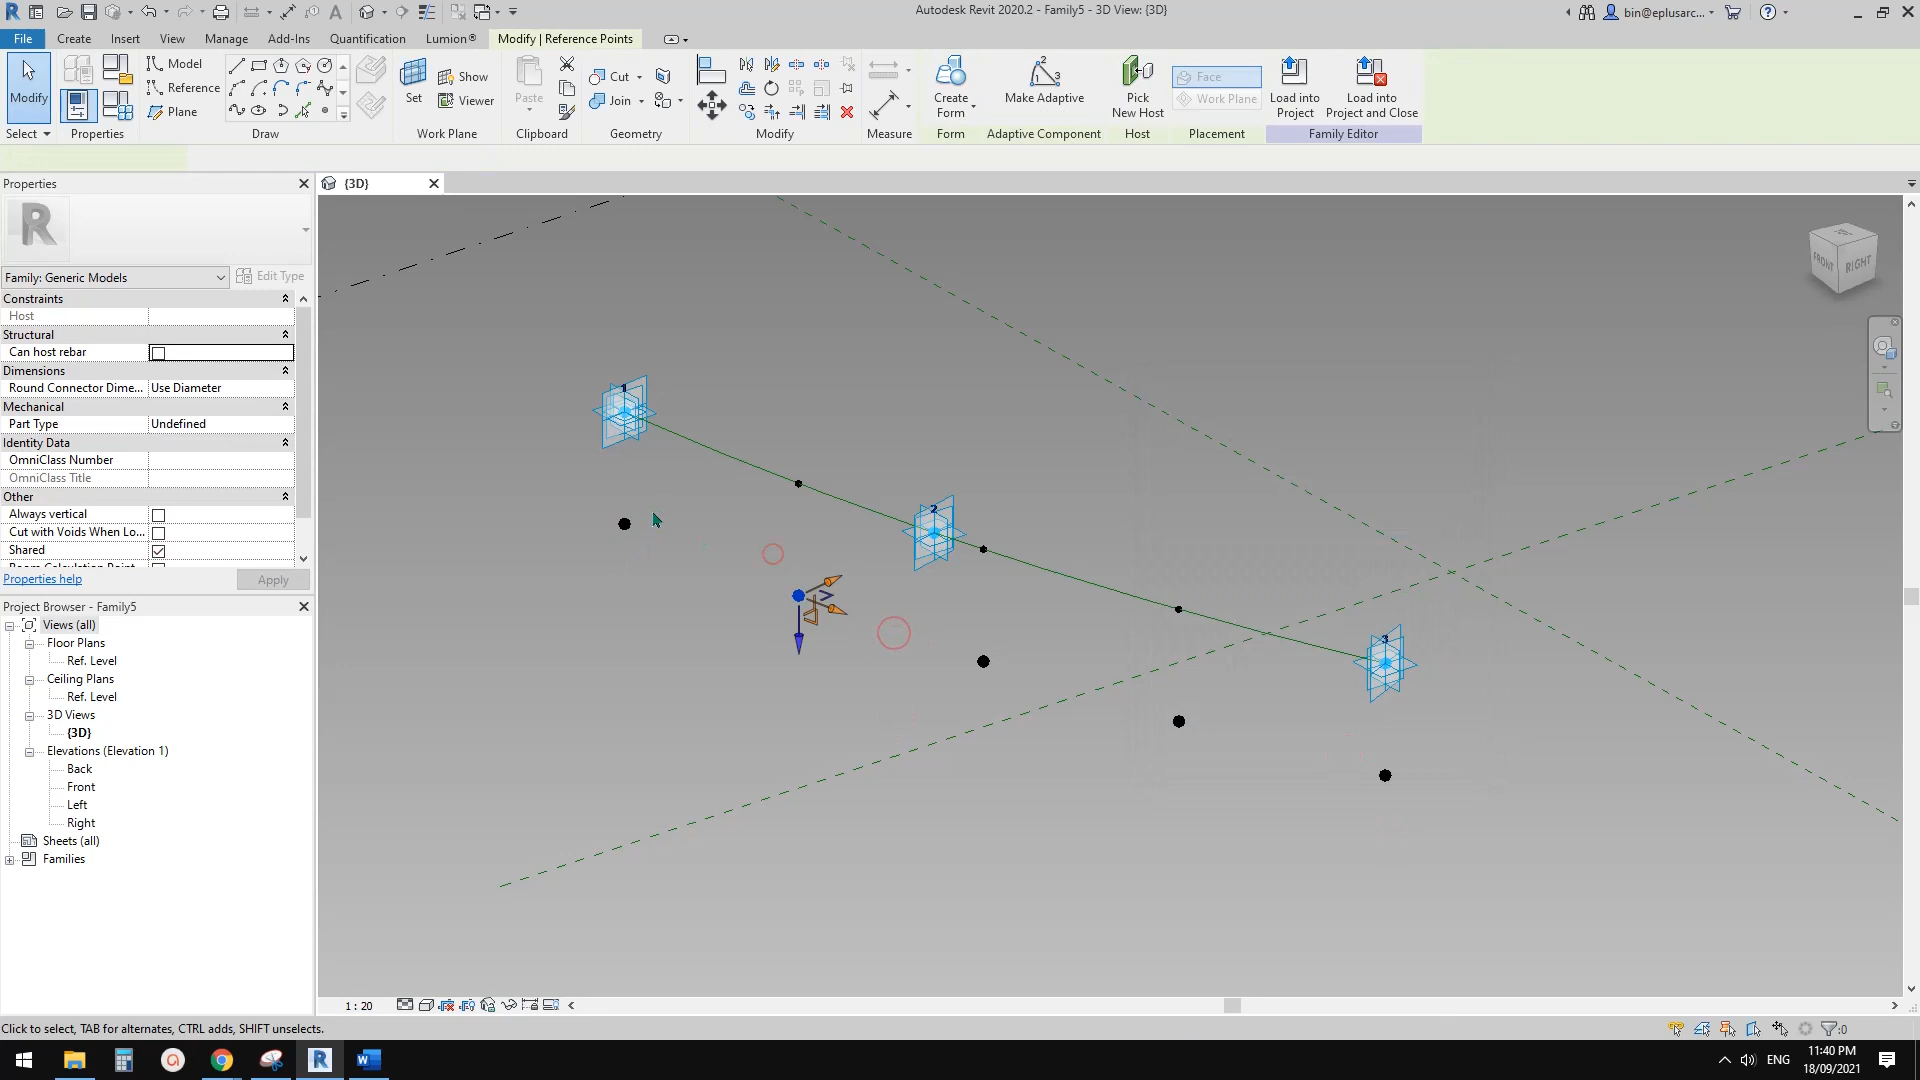 Autodesk Revit 2020.2 - Family5 - 3D View: {3D}
bin@eplusarc...
File Create Insert View Manage Add-Ins Quantification Lumion® Modify | Reference Points
Modify
Select
Properties
Model
Reference
Plane
Draw
Set
Show
Viewer
Work Plane
Paste
Clipboard
Cut
Join
Geometry
Modify
Measure
Create
Form
Form
Make Adaptive
Adaptive Component
Pick
New Host
Host
Face
Work Plane
Placement
Load into
Project
Load into
Project and Close
Family Editor
Properties
{3D}
Family: Generic Models
Edit Type
Constraints
Host
Structural
Can host rebar
Dimensions
Round Connector Dime... Use Diameter
Mechanical
Part Type Undefined
Identity Data
OmniClass Number
OmniClass Title
Other
Always vertical
Cut with Voids When Lo...
Shared
Properties help
Apply
Project Browser - Family5
Views (all)
Floor Plans
Ref. Level
Ceiling Plans
Ref. Level
3D Views
{3D}
Elevations (Elevation 1)
Back
Front
Left
Right
Sheets (all)
Families
1
2
3
FRONT
RIGHT
1 : 20
Click to select, TAB for alternates, CTRL adds, SHIFT unselects.
:0
ENG
11:40 PM
18/09/2021